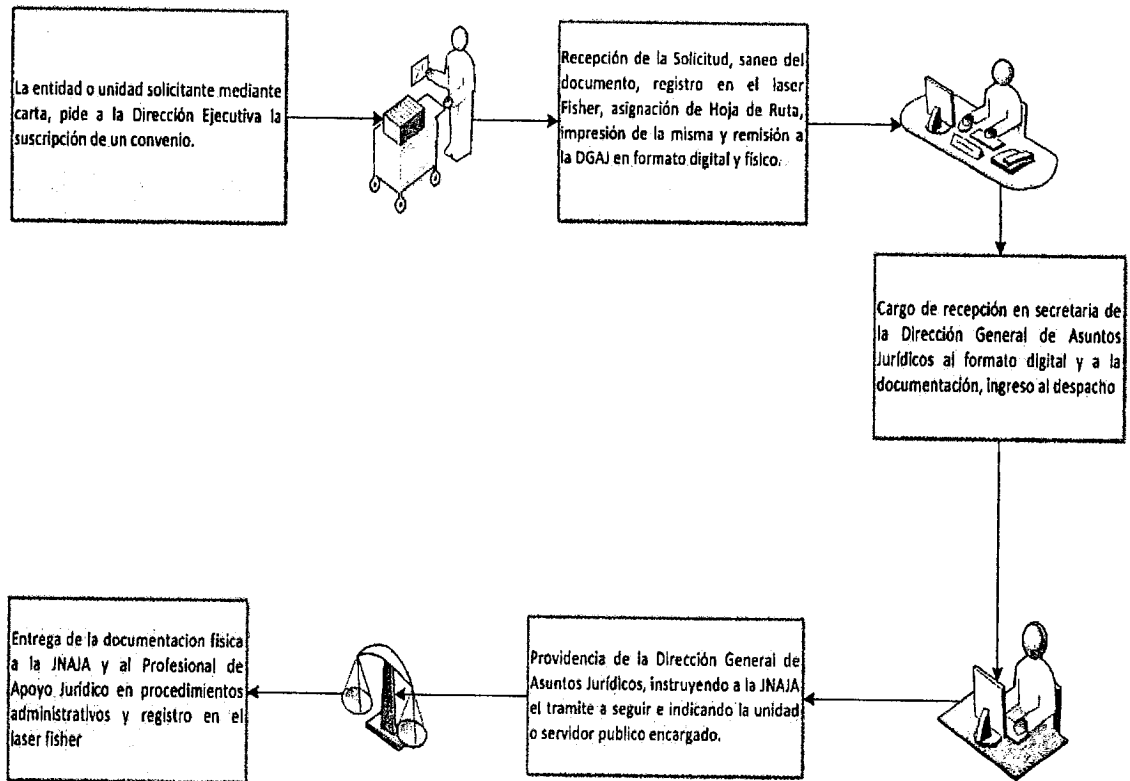 La entidad o unidad solicitante mediante
carta, pide a la Dirección Ejecutiva la
suscripción de un convenio.
Recepción de la Solicitud, saneo del
documento, registro en el laser
Fisher, asignación de Hoja de Ruta,
impresión de la misma y remisión a
la DGAJ en formato digital y físico.
Cargo de recepción en secretaria de
la Dirección General de Asuntos
Jurídicos al formato digital y a la
documentación, ingreso al despacho
Providencia de la Dirección General de
Asuntos Jurídicos, instruyendo a la JNAJA
el tramite a seguir e indicando la unidad
o servidor publico encargado.
Entrega de la documentacion física
a la JNAJA y al Profesional de
Apoyo Jurídico en procedimientos
administrativos y registro en el
laser fisher